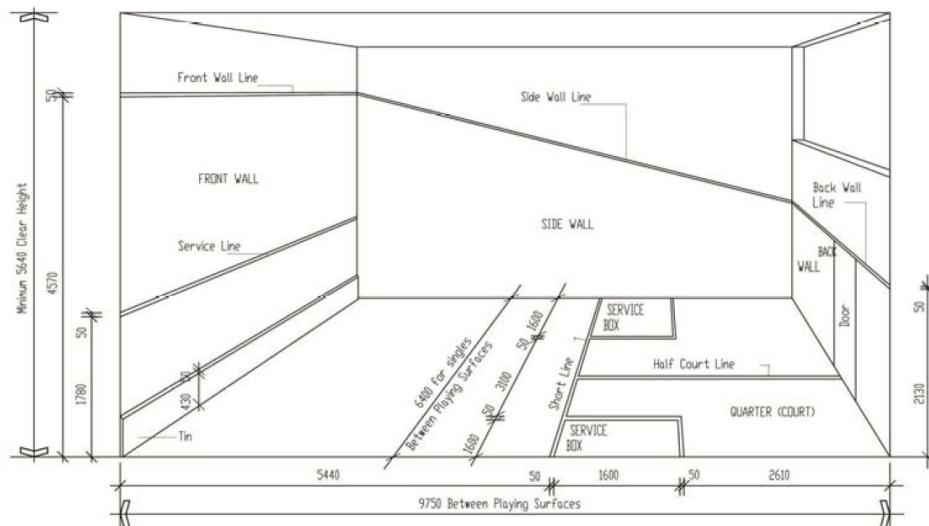 Front Wall Line
Side Wall Line
50
FRONT WALL
Back Wall
Line
Minimum 5640 Clear Height
4570
Service Line
SIDE WALL
BACK
WALL
50
1780
50
430
Tin
6400 for singles
Between Playing Surfaces
1600
50
3100
50
1600
Short Line
SERVICE
BOX
Door
Half Court Line
QUARTER (COURT)
SERVICE
BOX
50
2130
5440
50
1600
50
2610
9750 Between Playing Surfaces